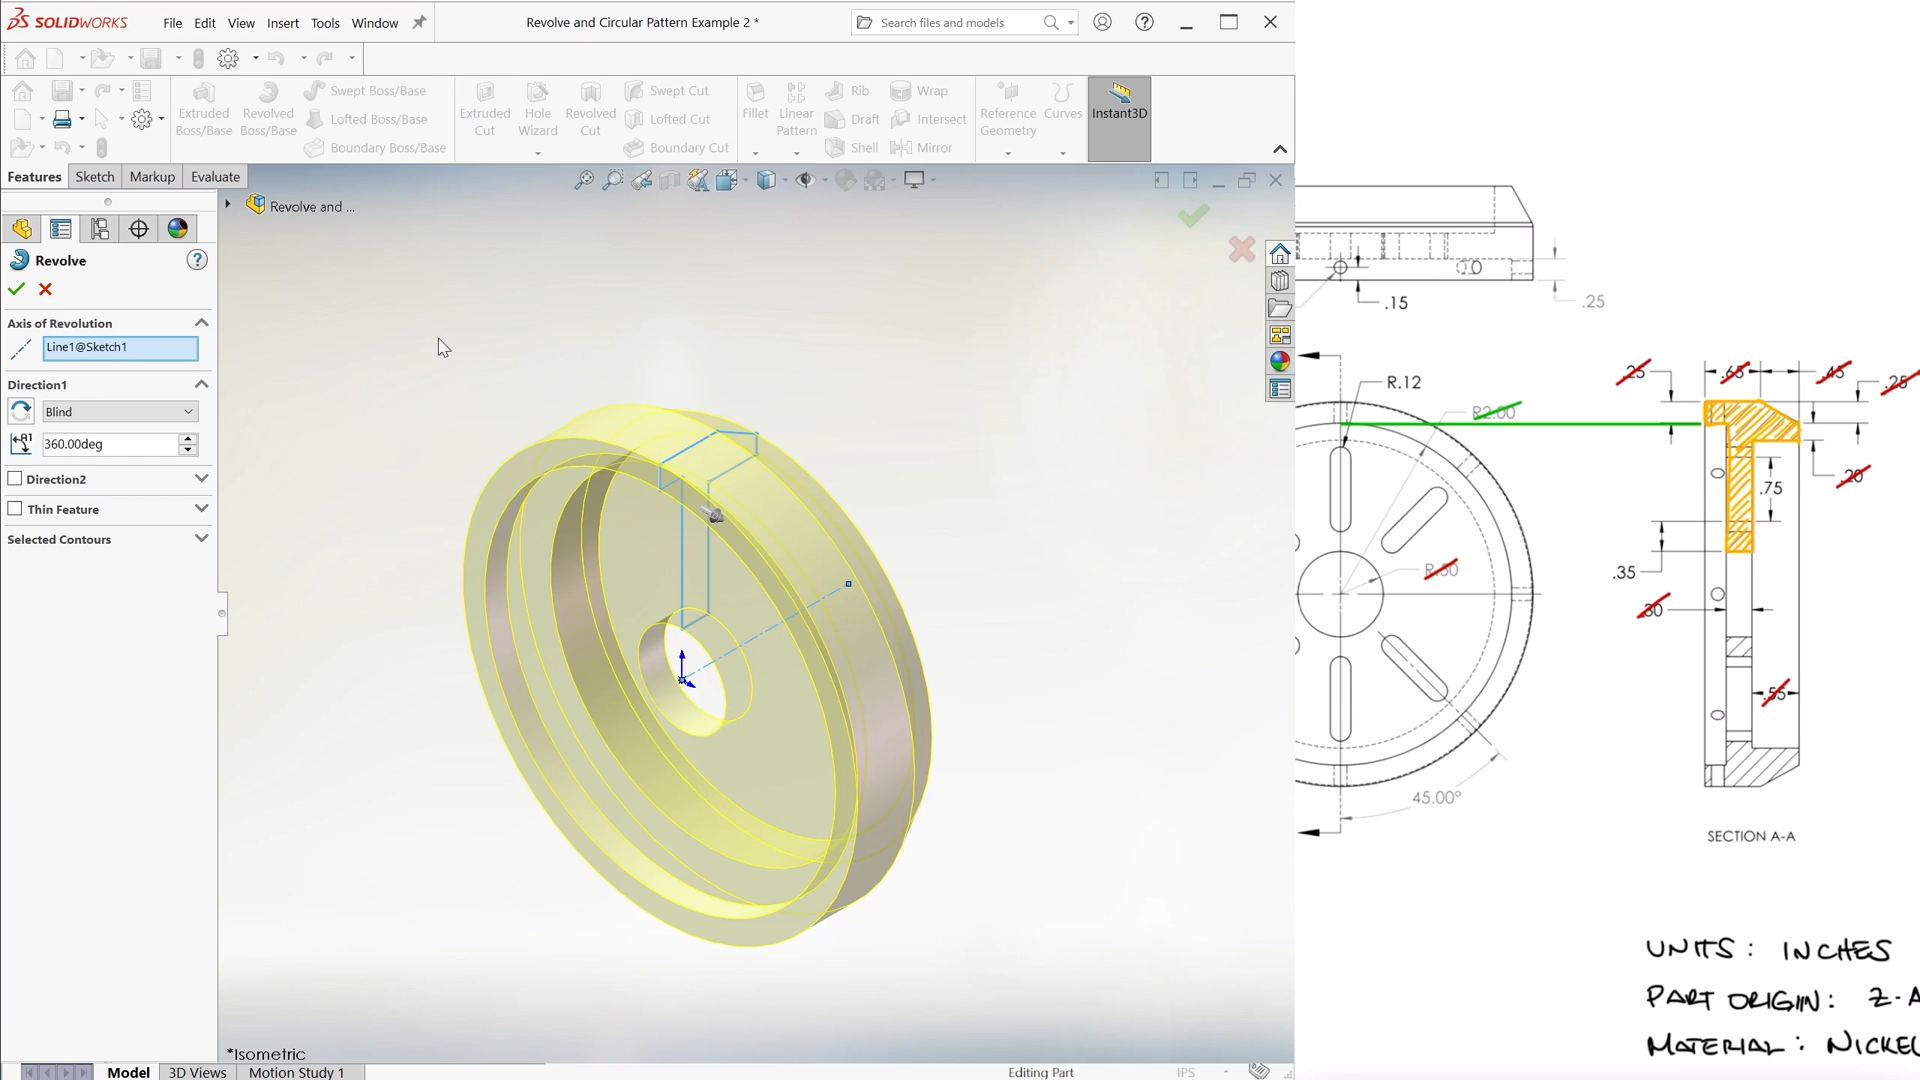 SOLIDWORKS File Edit View Insert Tools Window Revolve and Circular Pattern Example 2 * Search files and models
Extruded Boss/Base Revolved Boss/Base Swept Boss/Base Lofted Boss/Base Boundary Boss/Base Extruded Cut Hole Wizard Revolved Cut Swept Cut Lofted Cut Boundary Cut Fillet Linear Pattern Rib Draft Shell Wrap Intersect Mirror Reference Geometry Curves Instant3D
Features Sketch Markup Evaluate
Revolve and ...
Revolve
Axis of Revolution
Line1@Sketch1
Direction1
Blind
360.00deg
Direction2
Thin Feature
Selected Contours
*Isometric
Model 3D Views Motion Study 1
Editing Part IPS
.15
.25
R.12
R2.00
R.50
45.00°
.25
.65
.45
.25
.20
.75
.35
.30
.55
SECTION A-A
UNITS: INCHES
PART ORIGIN: Z-A
MATERIAL: NICKEL